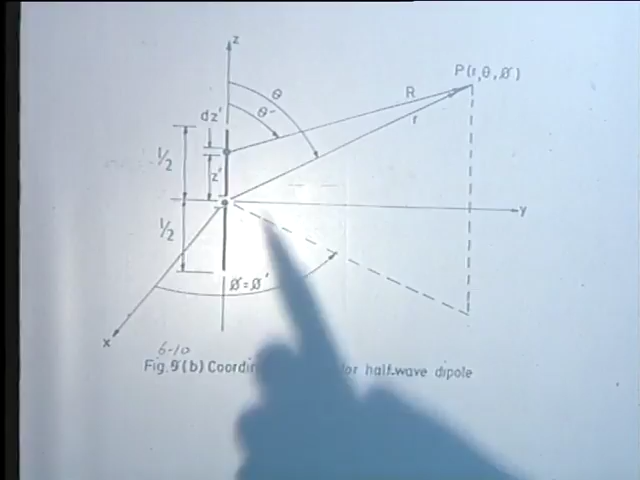 z
P(r,θ,Ø)
R
θ
θ-
r
dz'
l/2
z'
y
l/2
Ø=Ø'
x
6-10
Fig.9(b) Coordin for half-wave dipole